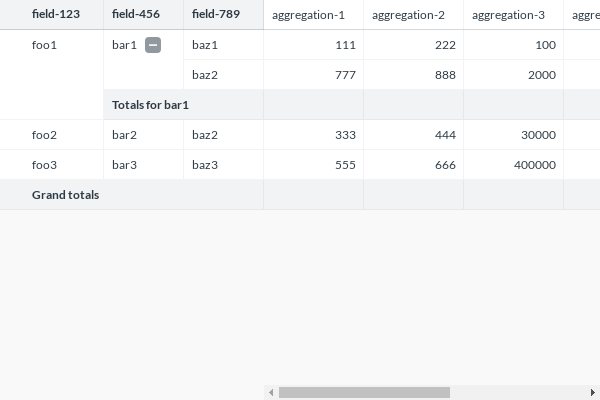 field-123 field-456 field-789 aggregation-1 aggregation-2 aggregation-3 aggre
foo1 bar1 baz1 111 222 100
baz2 777 888 2000
Totals for bar1
foo2 bar2 baz2 333 444 30000
foo3 bar3 baz3 555 666 400000
Grand totals